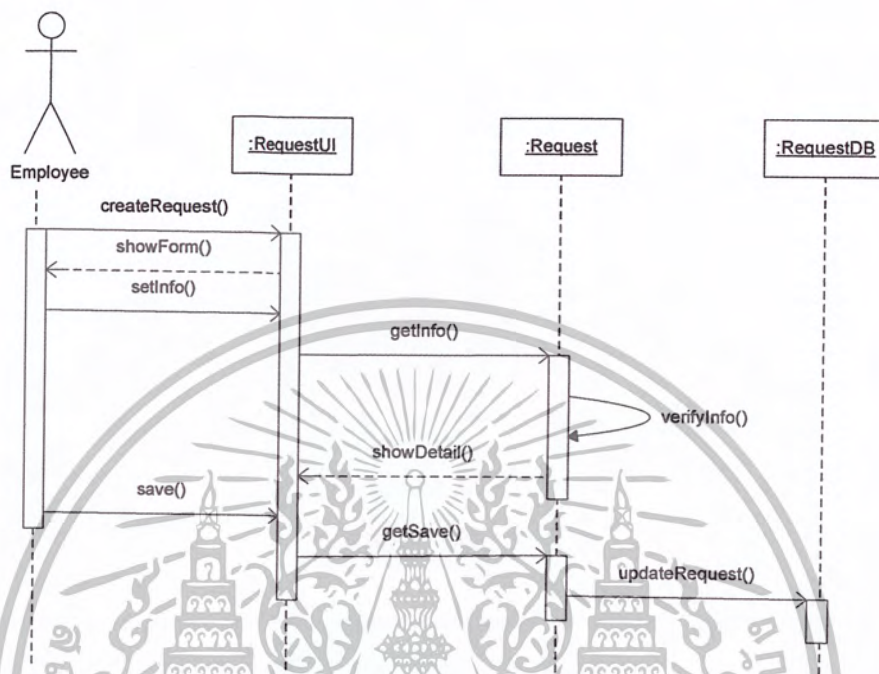 :RequestUI
:Request
:RequestDB
Employee
createRequest()
showForm()
setInfo()
getInfo()
verifyInfo()
showDetail()
save()
getSave()
updateRequest()